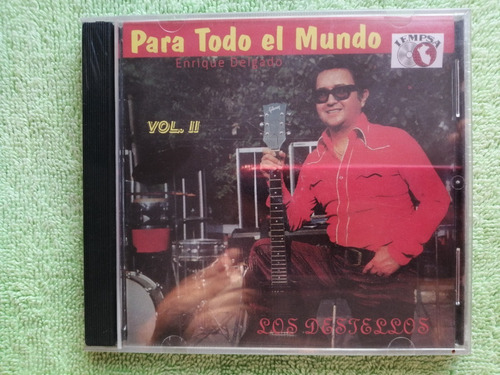 Para Todo el Mundo
Enrique Delgado
IEMPSA
VOL. II
LOS DESTELLOS